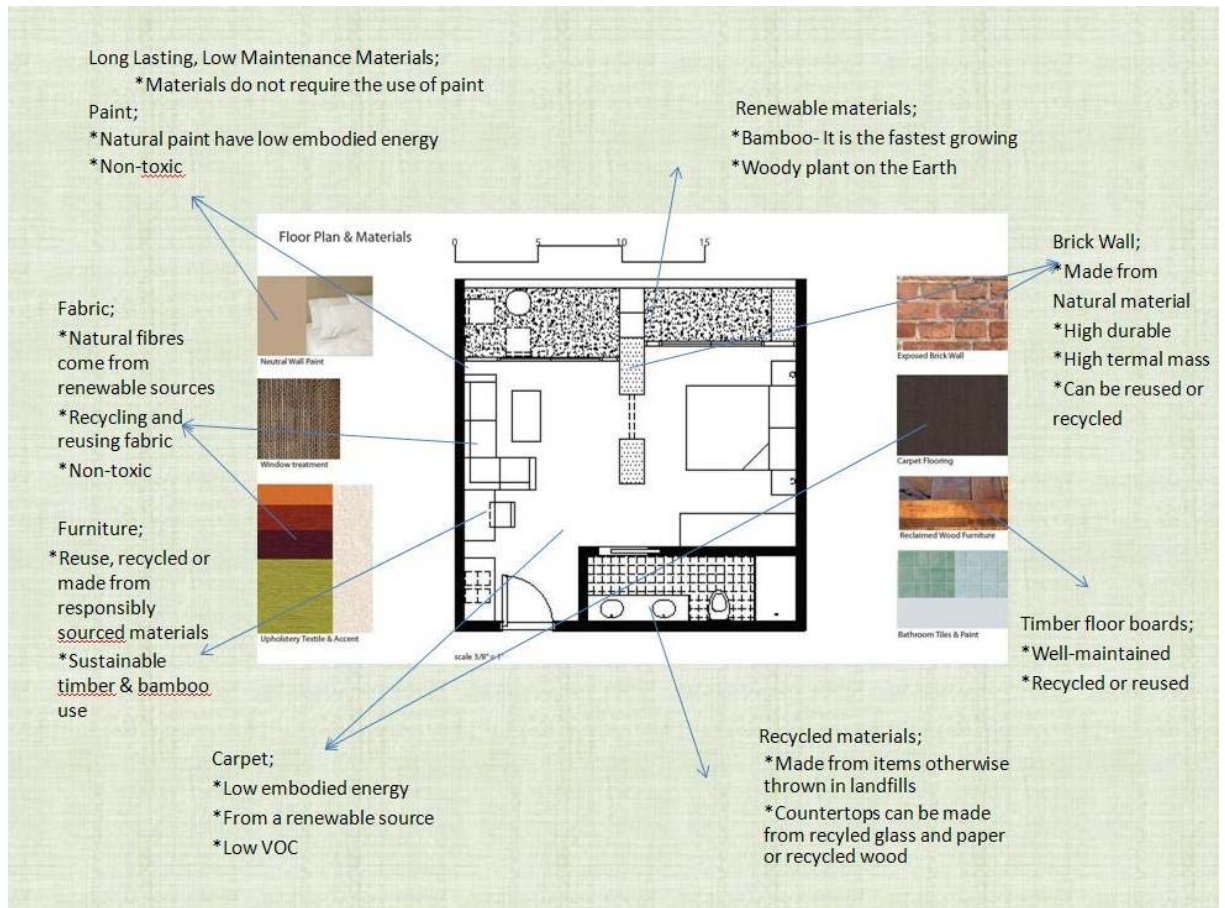 Long Lasting, Low Maintenance Materials;
*Materials do not require the use of paint
Paint;
*Natural paint have low embodied energy
*Non-toxic
Renewable materials;
*Bamboo- It is the fastest growing
*Woody plant on the Earth
Floor Plan & Materials
0 5 10 15
Neutral Wall Paint
Window treatment
Upholstery Textile & Accent
Fabric;
*Natural fibres
come from
renewable sources
*Recycling and
reusing fabric
*Non-toxic
Furniture;
*Reuse, recycled or
made from
responsibly
sourced materials
*Sustainable
timber & bamboo
use
Brick Wall;
*Made from
Natural material
*High durable
*High termal mass
*Can be reused or
recycled
Exposed Brick Wall
Carpet Flooring
Reclaimed Wood Furniture
Bathroom Tiles & Paint
scale 3/8" = 1'
Timber floor boards;
*Well-maintained
*Recycled or reused
Carpet;
*Low embodied energy
*From a renewable source
*Low VOC
Recycled materials;
*Made from items otherwise
thrown in landfills
*Countertops can be made
from recyled glass and paper
or recycled wood